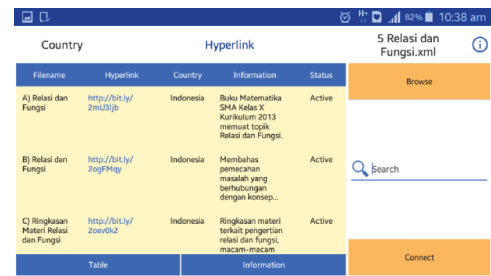 82% 10:38 am
Country
Hyperlink
5 Relasi dan
Fungsi.xml
Filename Hyperlink Country Information Status
A) Relasi dan
Fungsi
http://bit.ly/
2mU3Ijb
Indonesia
Buku Matematika
SMA Kelas X
Kurikulum 2013
memuat topik
Relasi dan Fungsi.
Active
B) Relasi dan
Fungsi
http://bit.ly/
2ogFMqy
Indonesia
Membahas
pemecahan
masalah yang
berhubungan
dengan konsep...
Active
C) Ringkasan
Materi Relasi
dan Fungsi
http://bit.ly/
2oev0k2
Indonesia
Ringkasan materi
terkait pengertian
relasi dan fungsi,
macam-macam
Active
Table
Information
Browse
Search
Connect